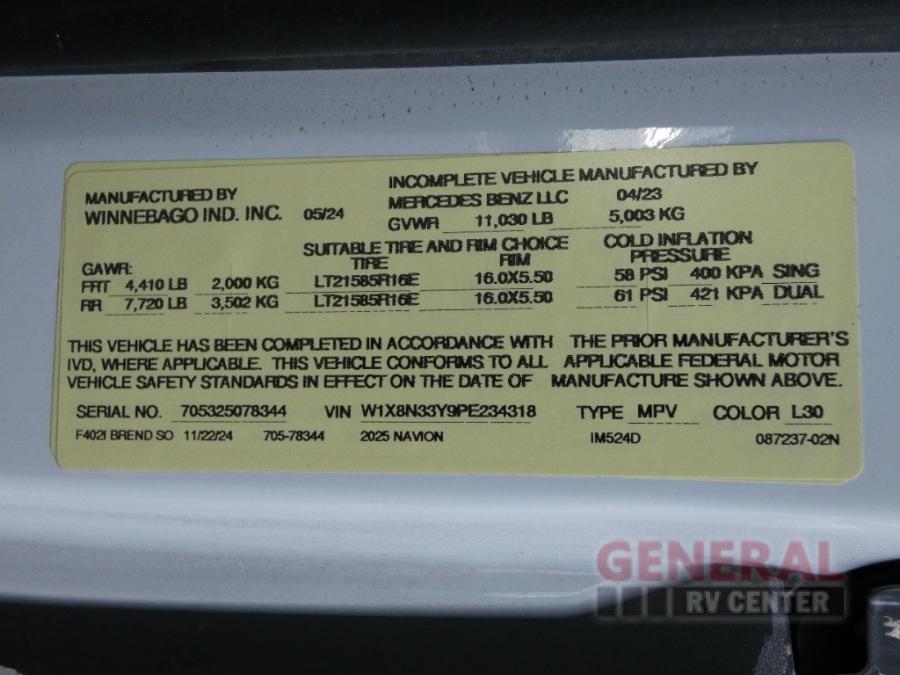 MANUFACTURED BY
WINNEBAGO IND. INC. 05/24
INCOMPLETE VEHICLE MANUFACTURED BY
MERCEDES BENZ LLC 04/23
GVWR 11,030 LB 5,003 KG
SUITABLE TIRE AND RIM CHOICE
TIRE RIM
COLD INFLATION
PRESSURE
GAWR:
FRT 4,410 LB 2,000 KG LT21585R16E 16.0X5.50 58 PSI 400 KPA SING
RR 7,720 LB 3,502 KG LT21585R16E 16.0X5.50 61 PSI 421 KPA DUAL
THIS VEHICLE HAS BEEN COMPLETED IN ACCORDANCE WITH THE PRIOR MANUFACTURER'S
IVD, WHERE APPLICABLE. THIS VEHICLE CONFORMS TO ALL APPLICABLE FEDERAL MOTOR
VEHICLE SAFETY STANDARDS IN EFFECT ON THE DATE OF MANUFACTURE SHOWN ABOVE.
SERIAL NO. 705325078344 VIN W1X8N33Y9PE234318 TYPE MPV COLOR L30
F402I BREND SO 11/22/24 705-78344 2025 NAVION IM524D 087237-02N
GENERAL
RV CENTER